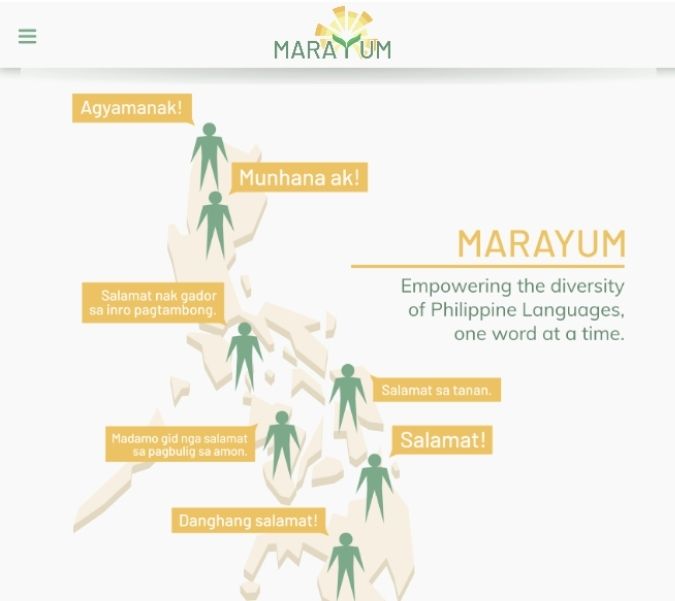 MARAYUM
Agyamanak!
Munhana ak!
MARAYUM
Empowering the diversity
of Philippine Languages,
one word at a time.
Salamat nak gador
sa inro pagtambong.
Salamat sa tanan.
Madamo gid nga salamat
sa pagbulig sa amon.
Salamat!
Danghang salamat!